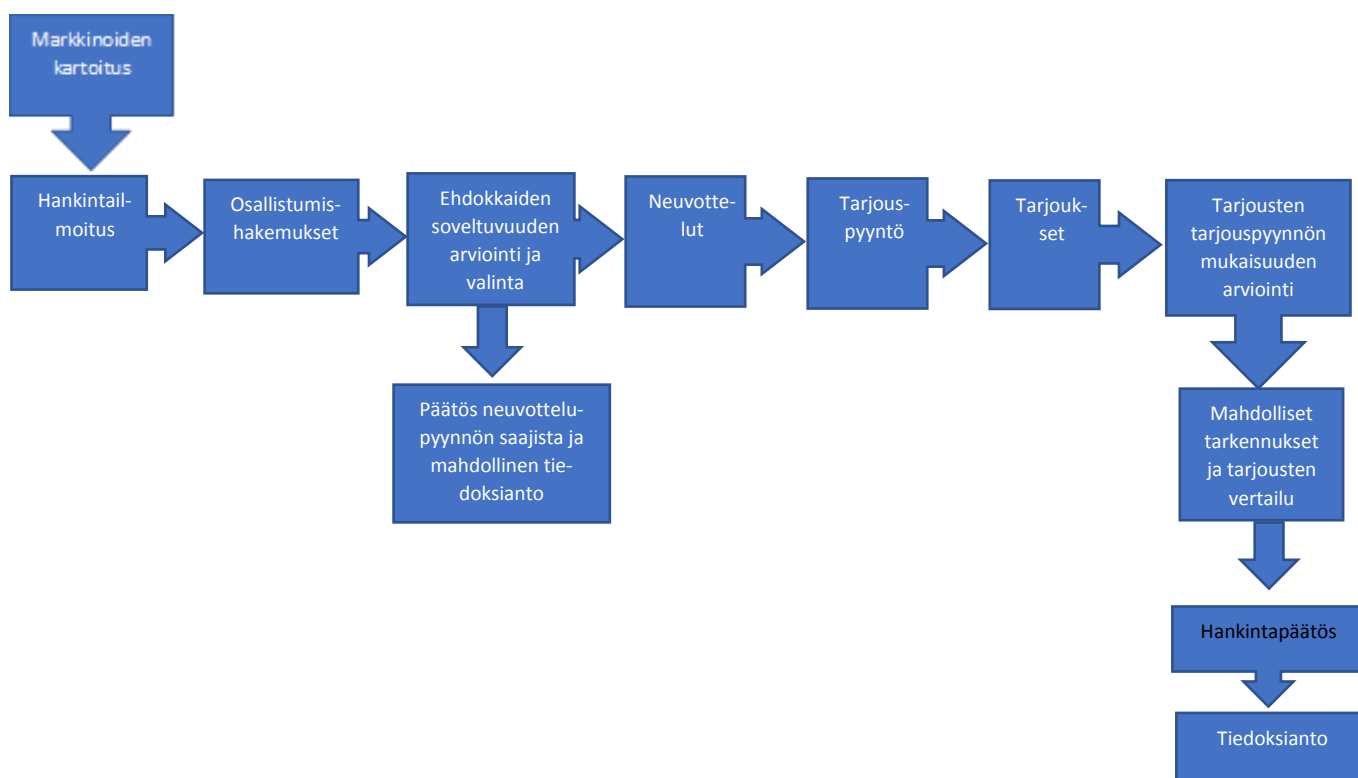 Markkinoiden
kartoitus
Hankintail-
moitus
Osallistumis-
hakemukset
Ehdokkaiden
soveltuvuuden
arviointi ja
valinta
Neuvotte-
lut
Tarjous-
pyyntö
Tarjouk-
set
Tarjousten
tarjouspyynnön
mukaisuuden
arviointi
Päätös neuvottelu-
pyynnön saajista ja
mahdollinen tie-
doksianto
Mahdolliset
tarkennukset
ja tarjousten
vertailu
Hankintapäätös
Tiedoksianto